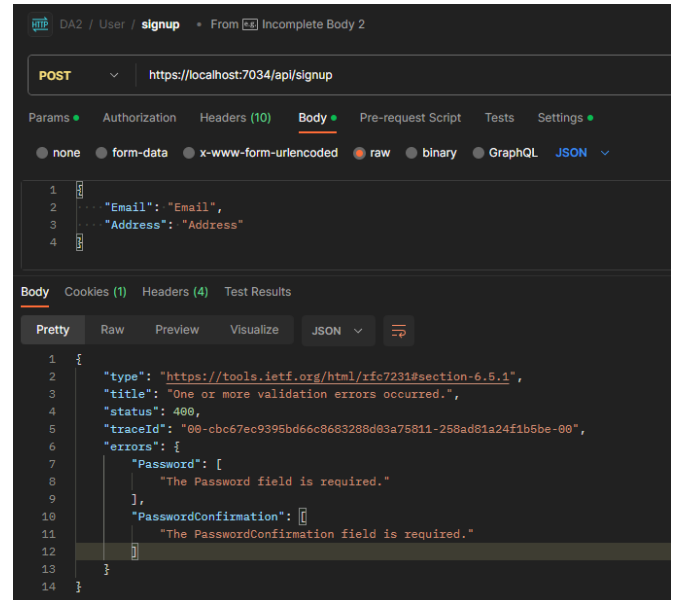 HTTP DA2 / User / signup • From e.g. Incomplete Body 2
POST https://localhost:7034/api/signup
Params Authorization Headers (10) Body Pre-request Script Tests Settings
none form-data x-www-form-urlencoded raw binary GraphQL JSON
1 {
2 ····"Email":·"Email",
3 ····"Address":·"Address"
4 }
Body Cookies (1) Headers (4) Test Results
Pretty Raw Preview Visualize JSON
1 {
2 "type": "https://tools.ietf.org/html/rfc7231#section-6.5.1",
3 "title": "One or more validation errors occurred.",
4 "status": 400,
5 "traceId": "00-cbc67ec9395bd66c8683288d03a75811-258ad81a24f1b5be-00",
6 "errors": {
7 "Password": [
8 "The Password field is required."
9 ],
10 "PasswordConfirmation": [
11 "The PasswordConfirmation field is required."
12 ]
13 }
14 }